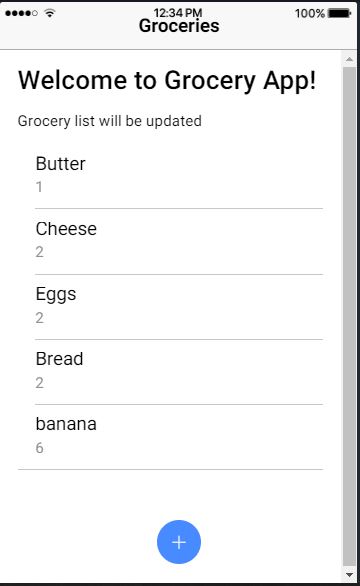 12:34 PM
100%
Groceries
Welcome to Grocery App!
Grocery list will be updated
Butter
1
Cheese
2
Eggs
2
Bread
2
banana
6
+